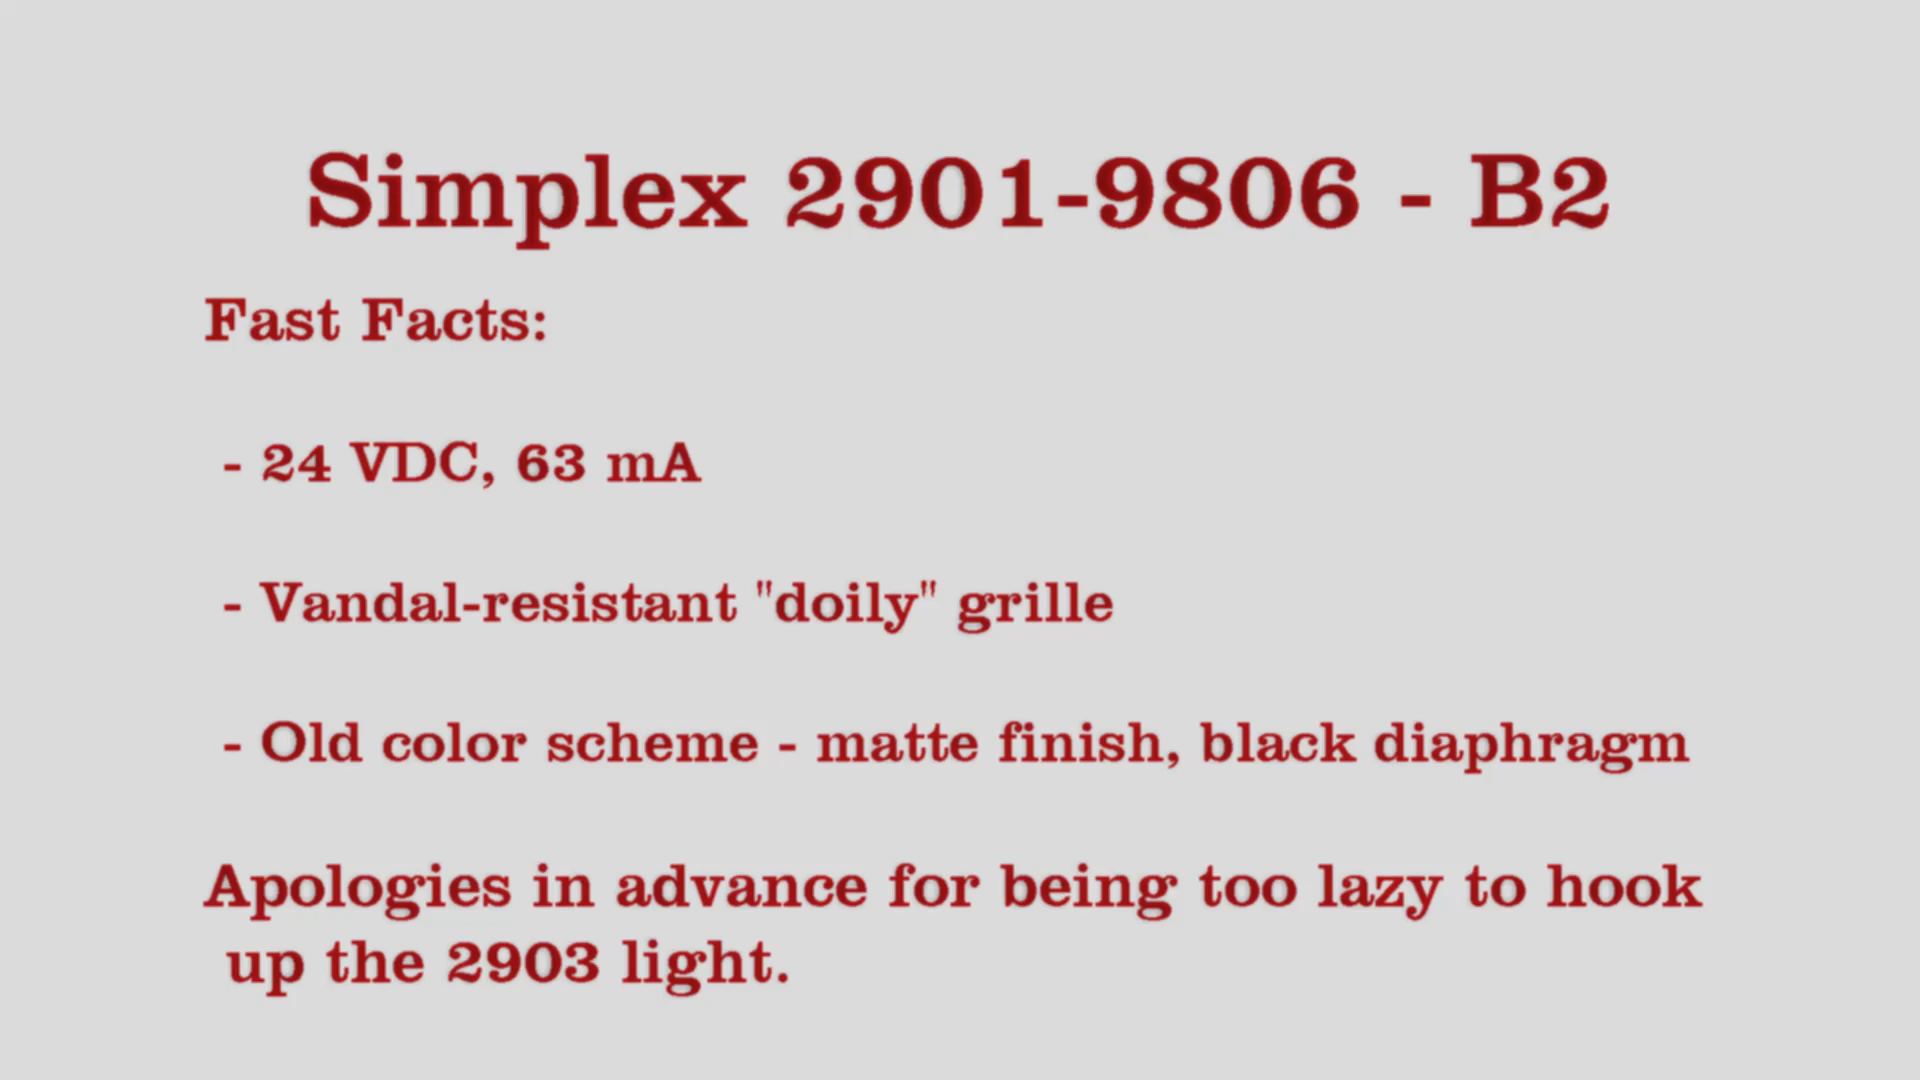 Simplex 2901-9806 - B2
Fast Facts:
- 24 VDC, 63 mA
- Vandal-resistant "doily" grille
- Old color scheme - matte finish, black diaphragm
Apologies in advance for being too lazy to hook
up the 2903 light.